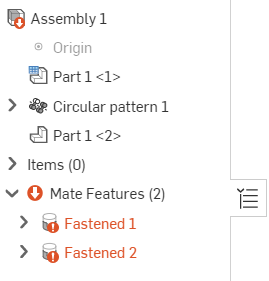 Assembly 1
Origin
Part 1 <1>
Circular pattern 1
Part 1 <2>
Items (0)
Mate Features (2)
Fastened 1
Fastened 2